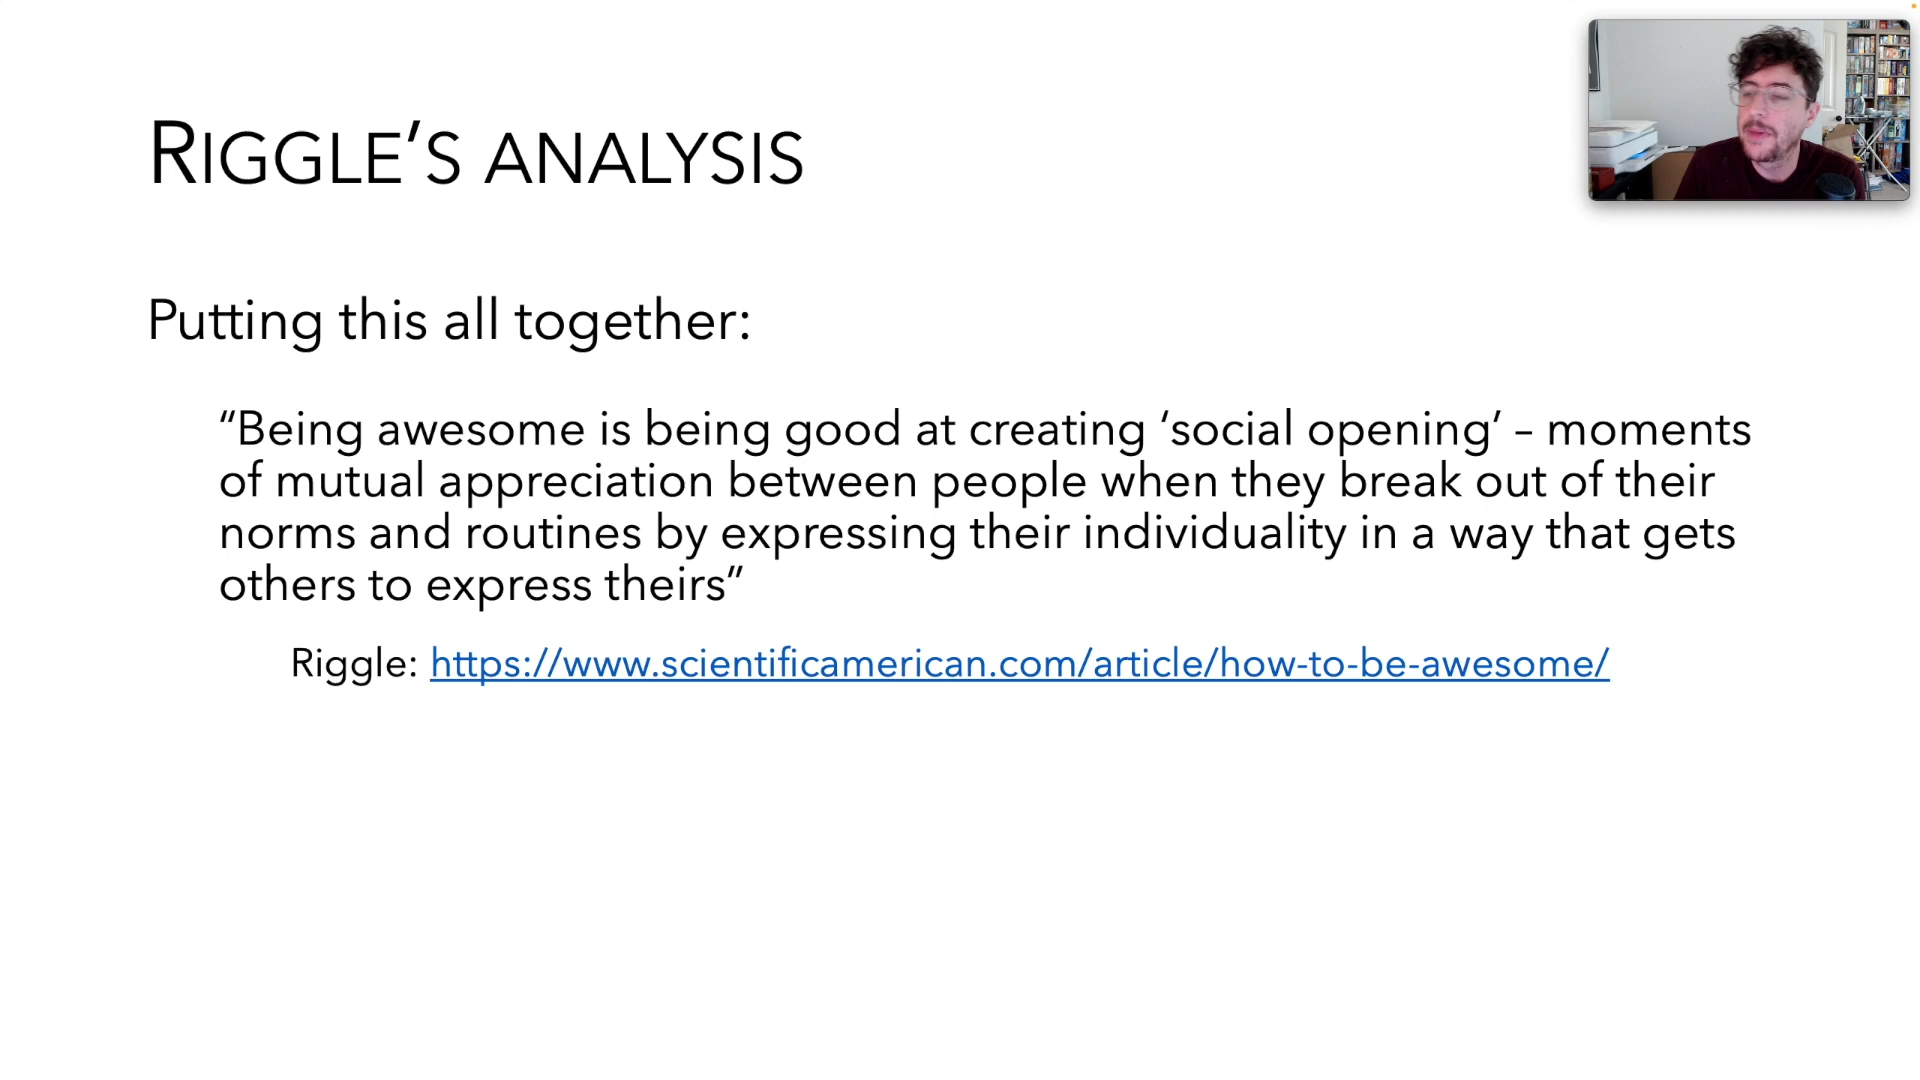 RIGGLE’S ANALYSIS
Putting this all together:
“Being awesome is being good at creating ‘social opening’ – moments
of mutual appreciation between people when they break out of their
norms and routines by expressing their individuality in a way that gets
others to express theirs”
Riggle: https://www.scientificamerican.com/article/how-to-be-awesome/